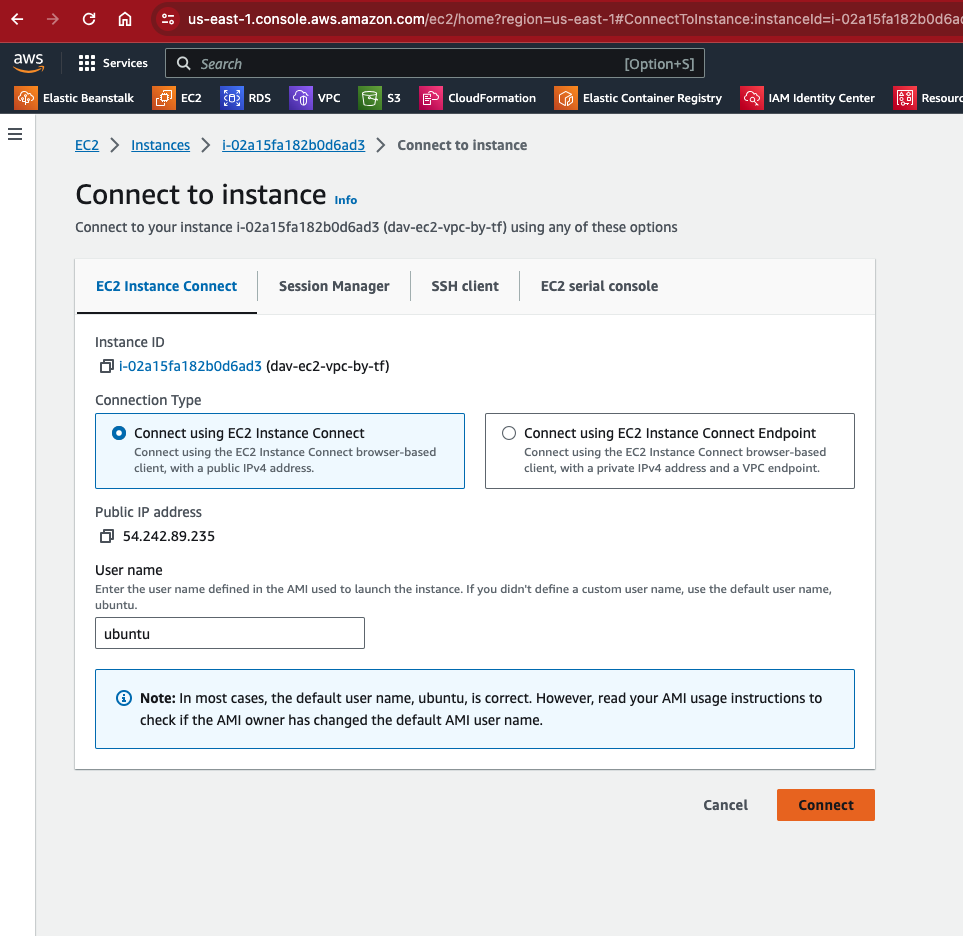 us-east-1.console.aws.amazon.com/ec2/home?region=us-east-1#ConnectToInstance:instanceId=i-02a15fa182b0d6a
aws
Services
Search
[Option+S]
Elastic Beanstalk
EC2
RDS
VPC
S3
CloudFormation
Elastic Container Registry
IAM Identity Center
Resour
EC2 > Instances > i-02a15fa182b0d6ad3 > Connect to instance
Connect to instance Info
Connect to your instance i-02a15fa182b0d6ad3 (dav-ec2-vpc-by-tf) using any of these options
EC2 Instance Connect
Session Manager
SSH client
EC2 serial console
Instance ID
i-02a15fa182b0d6ad3 (dav-ec2-vpc-by-tf)
Connection Type
Connect using EC2 Instance Connect
Connect using the EC2 Instance Connect browser-based
client, with a public IPv4 address.
Connect using EC2 Instance Connect Endpoint
Connect using the EC2 Instance Connect browser-based
client, with a private IPv4 address and a VPC endpoint.
Public IP address
54.242.89.235
User name
Enter the user name defined in the AMI used to launch the instance. If you didn't define a custom user name, use the default user name,
ubuntu.
ubuntu
Note: In most cases, the default user name, ubuntu, is correct. However, read your AMI usage instructions to
check if the AMI owner has changed the default AMI user name.
Cancel
Connect